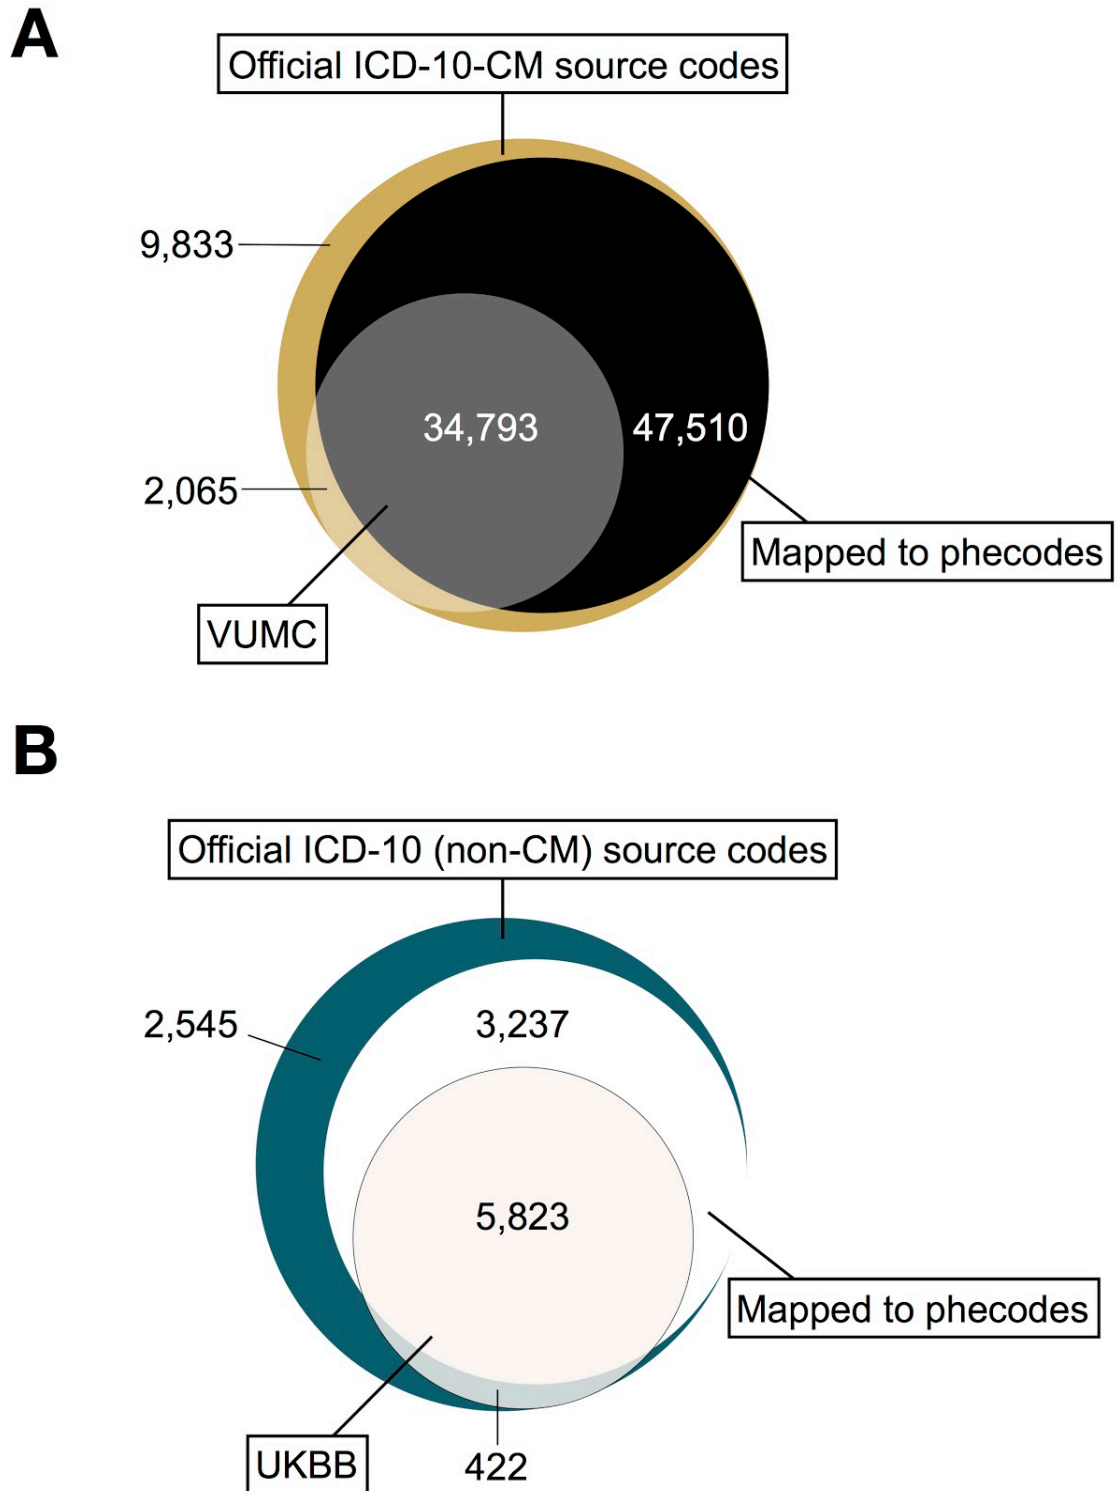 A
Official ICD-10-CM source codes
9,833
34,793
47,510
2,065
Mapped to phecodes
VUMC
B
Official ICD-10 (non-CM) source codes
2,545
3,237
5,823
Mapped to phecodes
UKBB
422